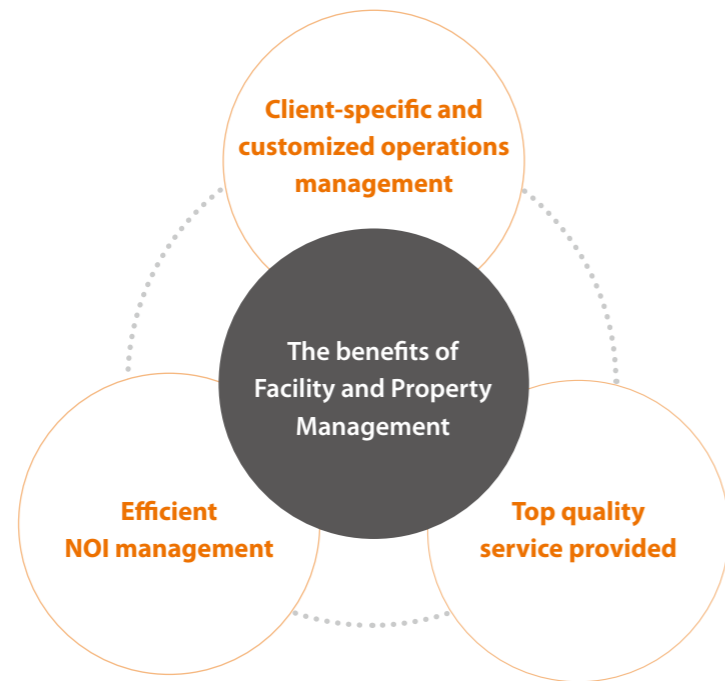 Client-specific and
customized operations
management
The benefits of
Facility and Property
Management
Efficient
NOI management
Top quality
service provided